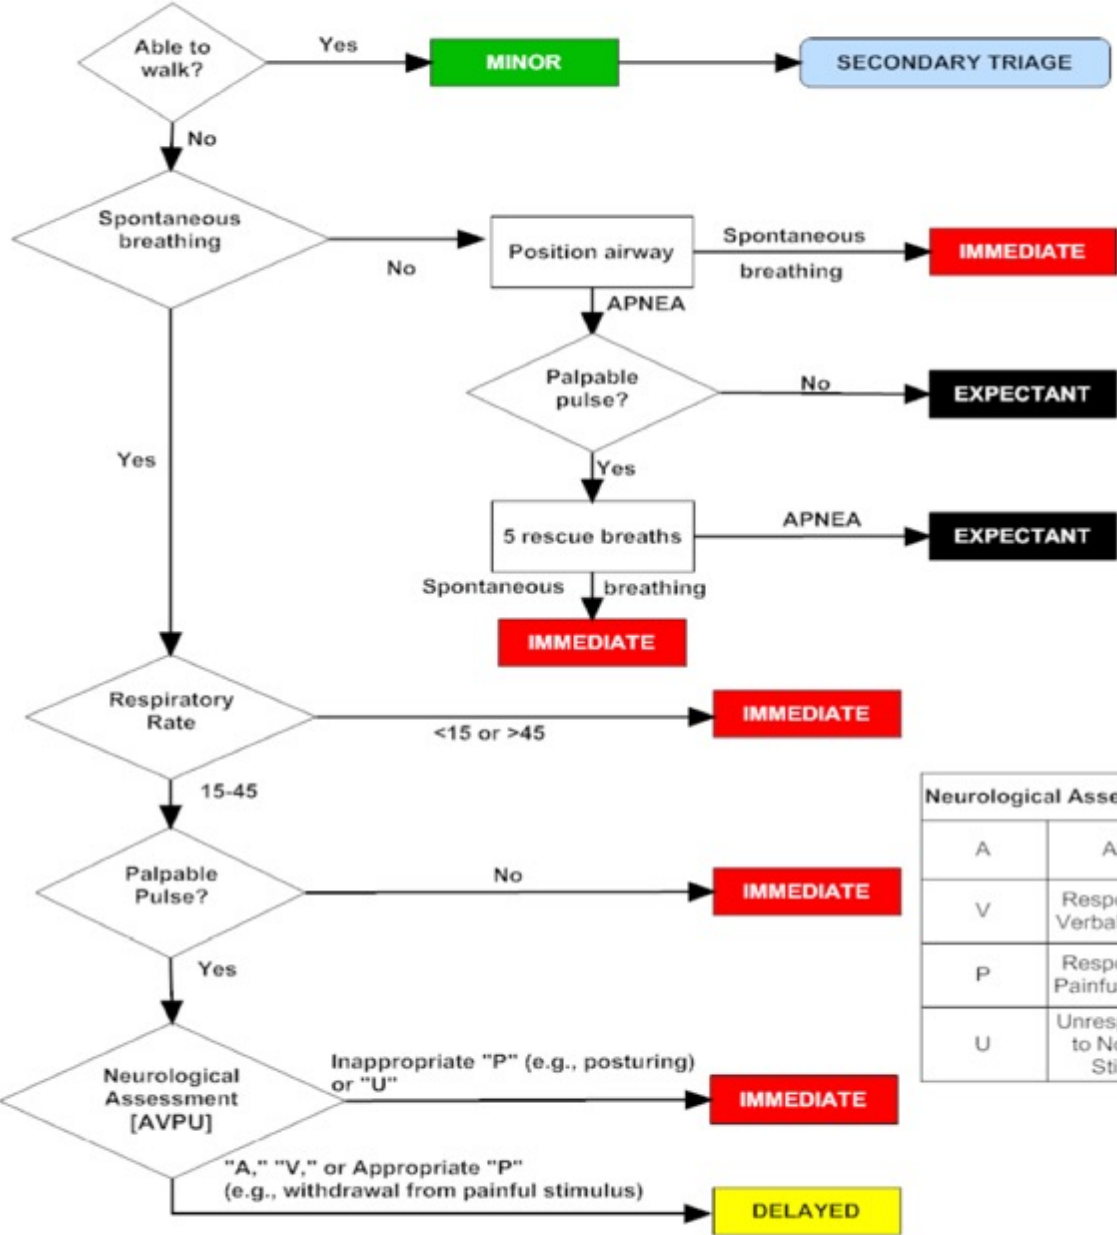 Able to
walk?
Yes
MINOR
SECONDARY TRIAGE
No
Spontaneous
breathing
No
Position airway
Spontaneous
breathing
IMMEDIATE
APNEA
Palpable
pulse?
No
EXPECTANT
Yes
Yes
5 rescue breaths
APNEA
EXPECTANT
Spontaneous breathing
IMMEDIATE
Respiratory
Rate
<15 or >45
IMMEDIATE
15-45
Palpable
Pulse?
No
IMMEDIATE
Yes
Neurological
Assessment
[AVPU]
Inappropriate "P" (e.g., posturing)
or "U"
IMMEDIATE
"A," "V," or Appropriate "P"
(e.g., withdrawal from painful stimulus)
DELAYED
Neurological
A
A
V
P
U
to